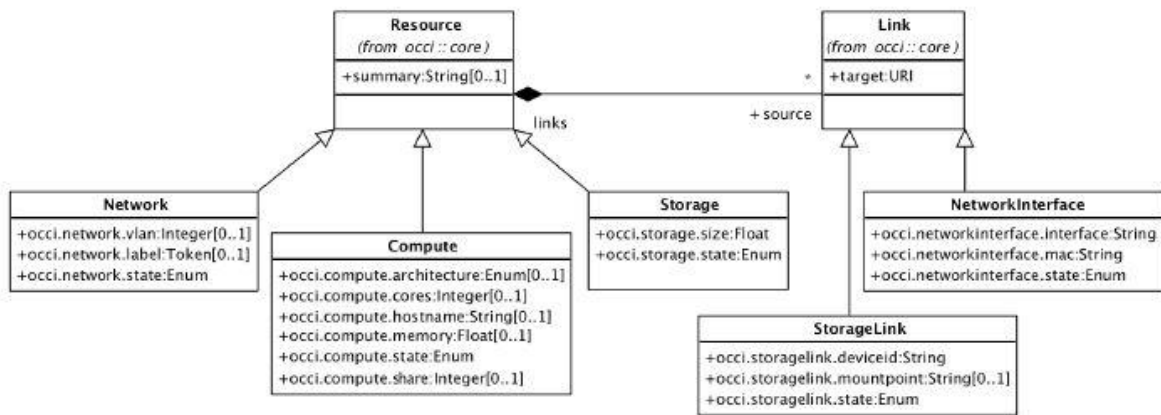 Resource
(from occi::core)
+summary:String[0..1]
Link
(from occi::core)
+target:URI
*
+ source
links
Network
+occi.network.vlan:Integer[0..1]
+occi.network.label:Token[0..1]
+occi.network.state:Enum
Compute
+occi.compute.architecture:Enum[0..1]
+occi.compute.cores:Integer[0..1]
+occi.compute.hostname:String[0..1]
+occi.compute.memory:Float[0..1]
+occi.compute.state:Enum
+occi.compute.share:Integer[0..1]
Storage
+occi.storage.size:Float
+occi.storage.state:Enum
NetworkInterface
+occi.networkinterface.interface:String
+occi.networkinterface.mac:String
+occi.networkinterface.state:Enum
StorageLink
+occi.storagelink.deviceid:String
+occi.storagelink.mountpoint:String[0..1]
+occi.storagelink.state:Enum